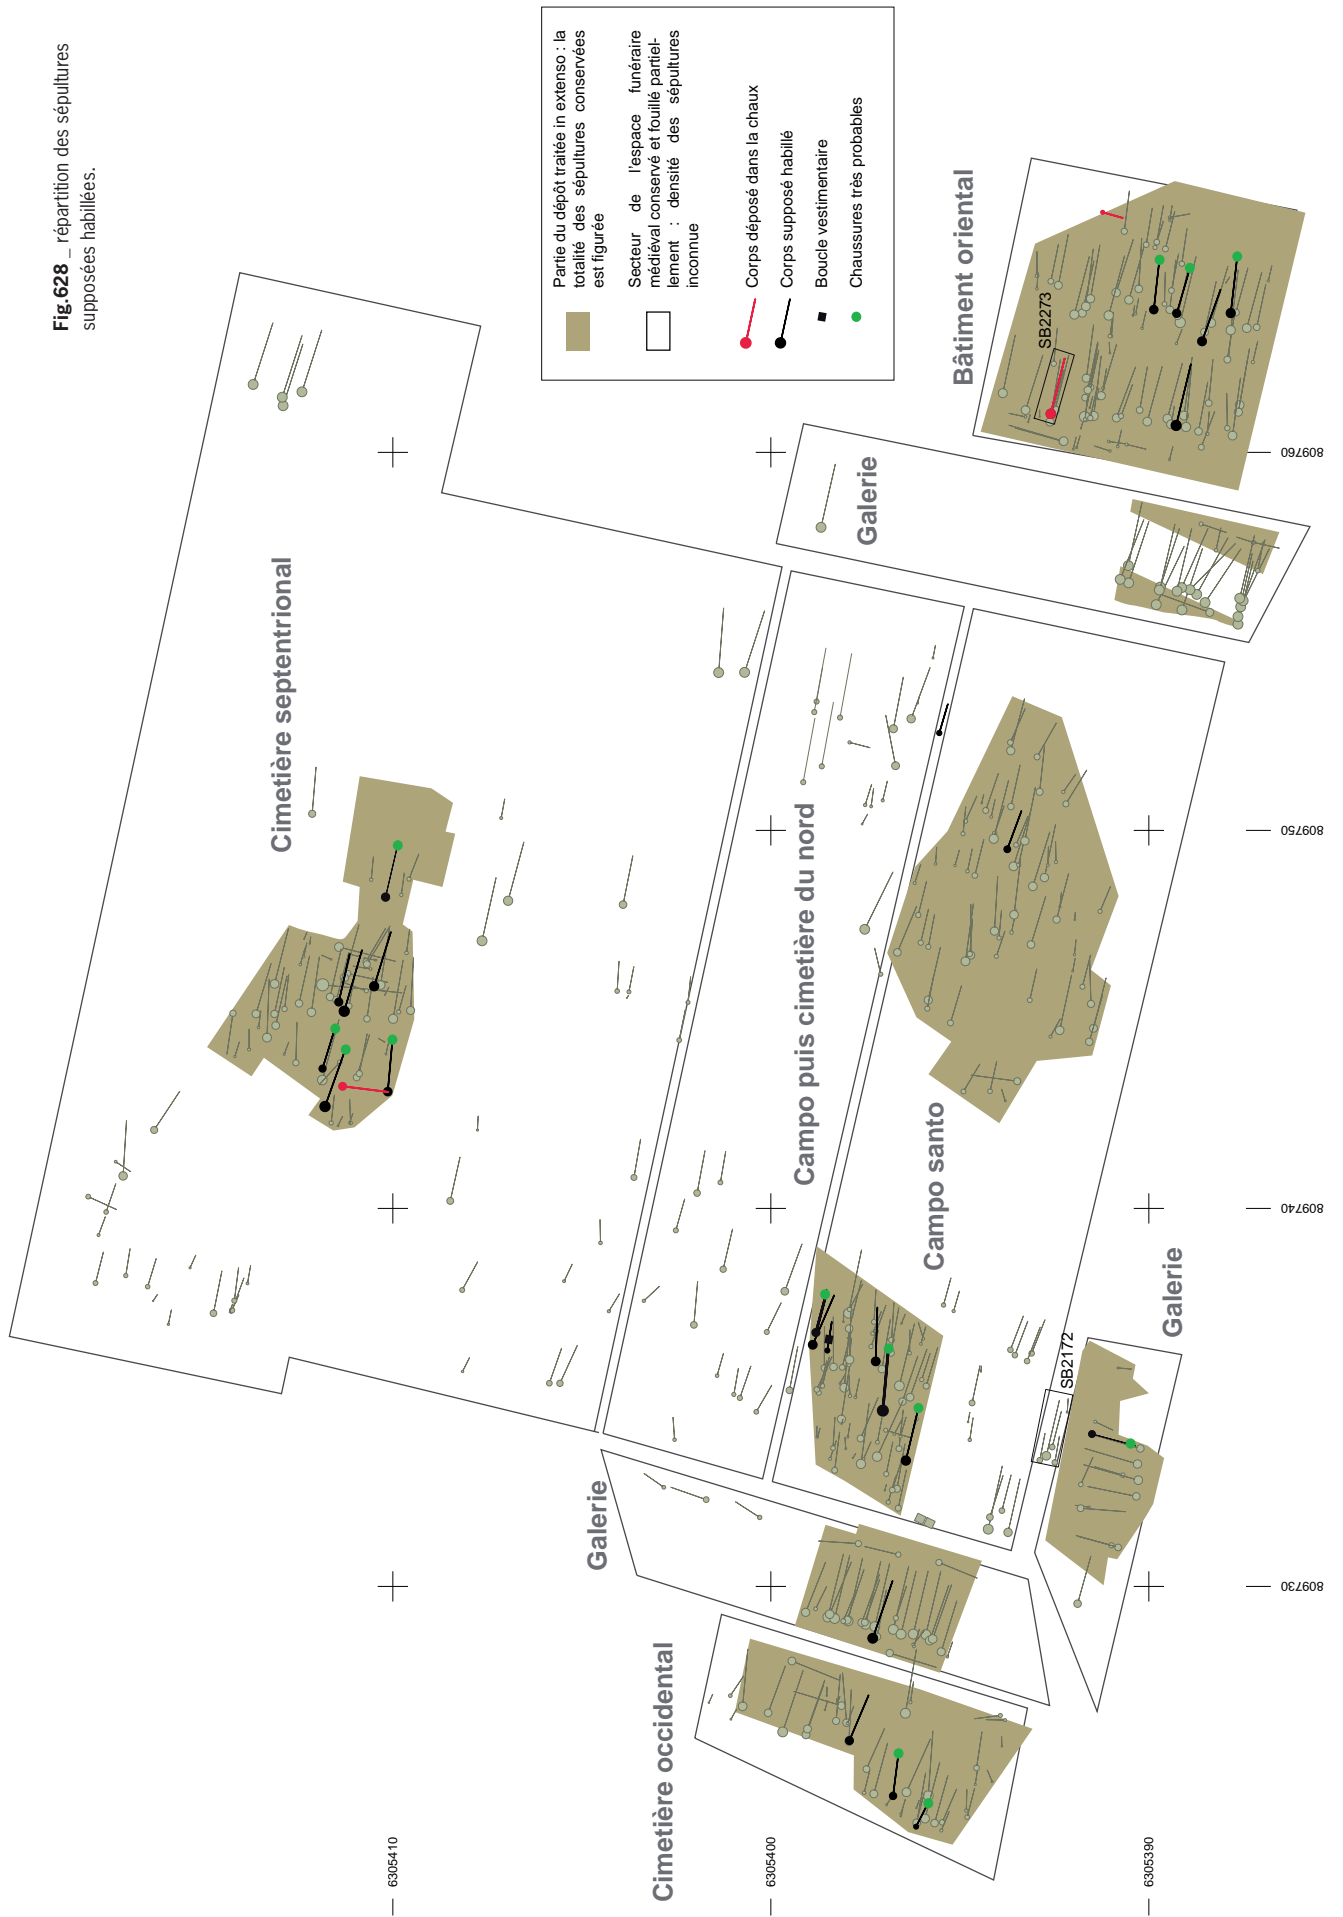 Fig.628 _ répartition des sépultures
supposées habillées.
Partie du dépôt traitée in extenso : la
totalité des sépultures conservées
est figurée
Secteur de l'espace funéraire
médiéval conservé et fouillé partiel-
lement : densité des sépultures
inconnue
Corps déposé dans la chaux
Corps supposé habillé
Boucle vestimentaire
Chaussures très probables
Cimetière septentrional
Bâtiment oriental
SB2273
Galerie
Campo puis cimetière du nord
Campo santo
Galerie
SB2172
Galerie
Cimetière occidental
6305410
6305400
6305390
809760
809750
809740
809730